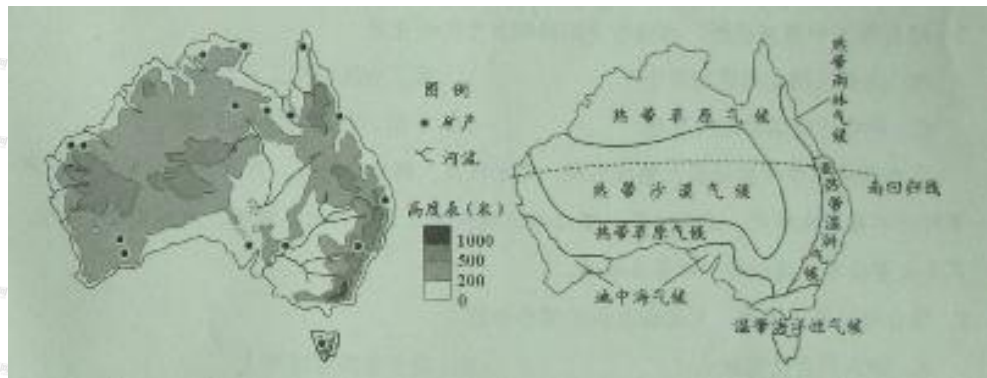 图例
矿产
河流
高度表(米)
1000
500
200
0
热带雨林气候
热带草原气候
南回归线
亚热带湿润气候
热带沙漠气候
热带草原气候
地中海气候
温带海洋性气候